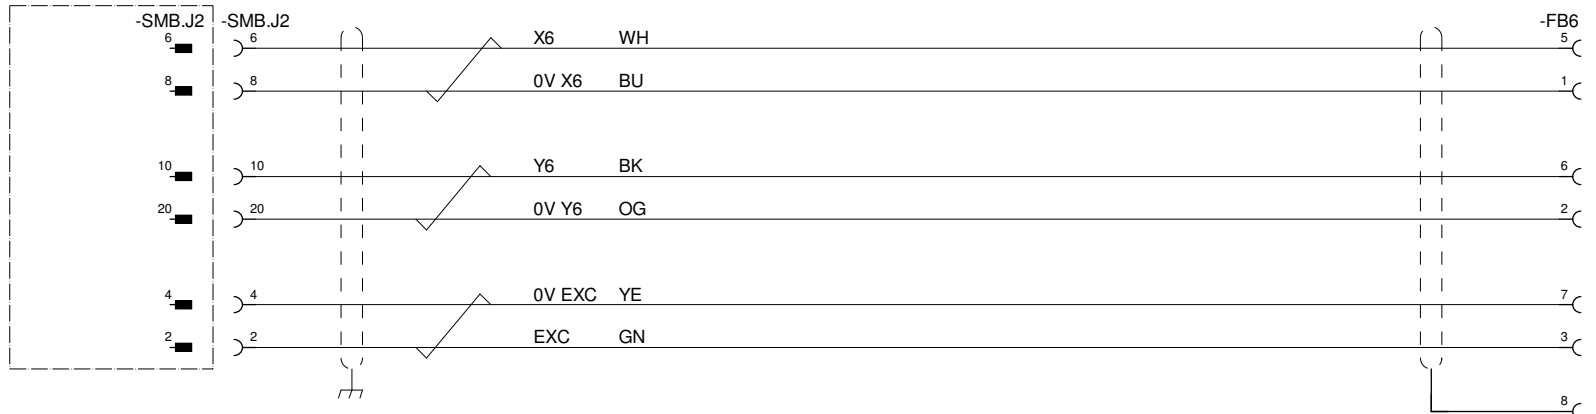 -SMB.J2 -SMB.J2 -FB6
6 6 X6 WH 5
8 8 0V X6 BU 1
10 10 Y6 BK 6
20 20 0V Y6 OG 2
4 4 0V EXC YE 7
2 2 EXC GN 3
8